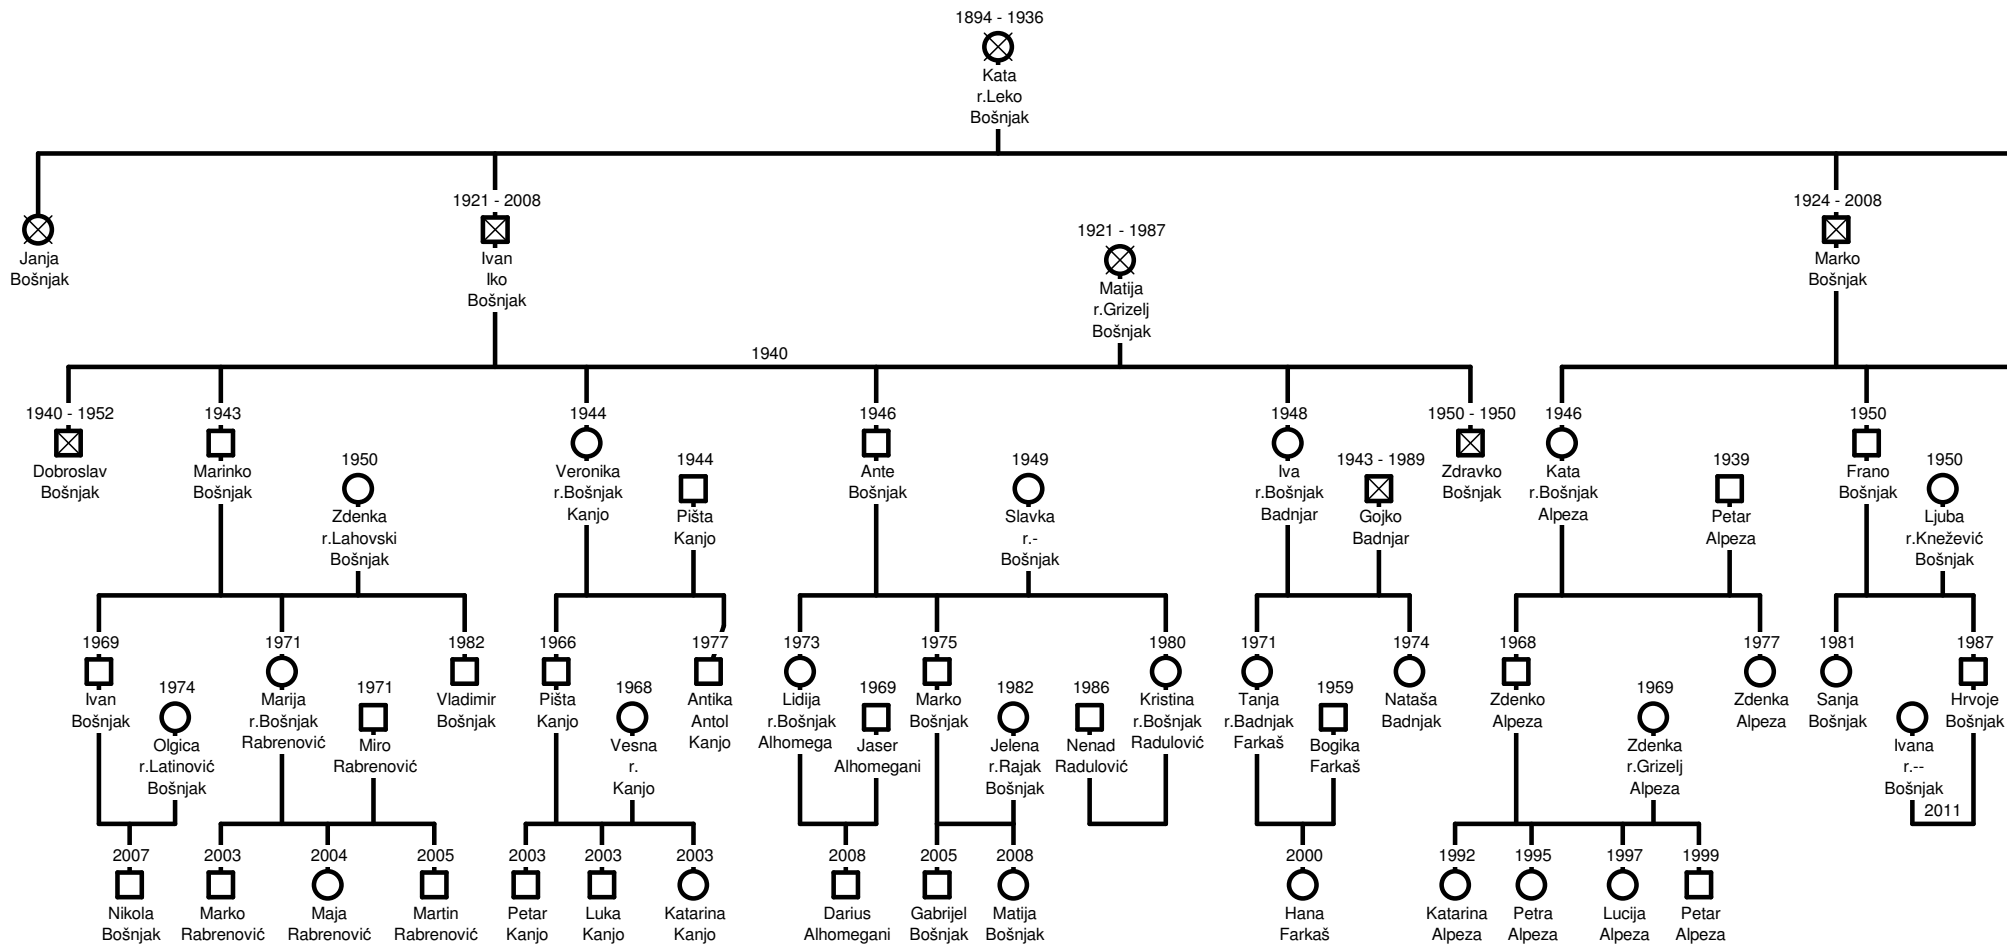 1894 - 1936
Kata
r.Leko
Bošnjak
Janja
Bošnjak
1921 - 2008
Ivan
Iko
Bošnjak
1921 - 1987
Matija
r.Grizelj
Bošnjak
1924 - 2008
Marko
Bošnjak
1940
1940 - 1952
Dobroslav
Bošnjak
1943
Marinko
Bošnjak
1950
Zdenka
r.Lahovski
Bošnjak
1944
Veronika
r.Bošnjak
Kanjo
1944
Pišta
Kanjo
1946
Ante
Bošnjak
1949
Slavka
r.-
Bošnjak
1948
Iva
r.Bošnjak
Badnjar
1943 - 1989
Gojko
Badnjar
1950 - 1950
Zdravko
Bošnjak
1946
Kata
r.Bošnjak
Alpeza
1939
Petar
Alpeza
1950
Frano
Bošnjak
1950
Ljuba
r.Knežević
Bošnjak
1969
Ivan
Bošnjak
1974
Olgica
r.Latinović
Bošnjak
1971
Marija
r.Bošnjak
Rabrenović
1971
Miro
Rabrenović
1982
Vladimir
Bošnjak
1966
Pišta
Kanjo
1968
Vesna
r.
Kanjo
1977
Antika
Antol
Kanjo
1973
Lidija
r.Bošnjak
Alhomega
1969
Jaser
Alhomegani
1975
Marko
Bošnjak
1982
Jelena
r.Rajak
Bošnjak
1986
Nenad
Radulović
1980
Kristina
r.Bošnjak
Radulović
1971
Tanja
r.Badnjak
Farkaš
1959
Bogika
Farkaš
1974
Nataša
Badnjak
1968
Zdenko
Alpeza
1969
Zdenka
r.Grizelj
Alpeza
1977
Zdenka
Alpeza
1981
Sanja
Bošnjak
Ivana
r.--
Bošnjak
1987
Hrvoje
Bošnjak
2011
2007
Nikola
Bošnjak
2003
Marko
Rabrenović
2004
Maja
Rabrenović
2005
Martin
Rabrenović
2003
Petar
Kanjo
2003
Luka
Kanjo
2003
Katarina
Kanjo
2008
Darius
Alhomegani
2005
Gabrijel
Bošnjak
2008
Matija
Bošnjak
2000
Hana
Farkaš
1992
Katarina
Alpeza
1995
Petra
Alpeza
1997
Lucija
Alpeza
1999
Petar
Alpeza